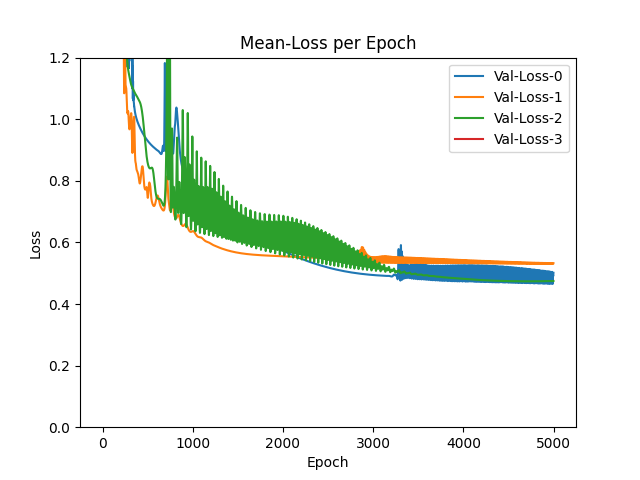 Mean-Loss per Epoch
1.2
1.0
0.8
0.6
0.4
0.2
0.0
Loss
Val-Loss-0
Val-Loss-1
Val-Loss-2
Val-Loss-3
0 1000 2000 3000 4000 5000
Epoch